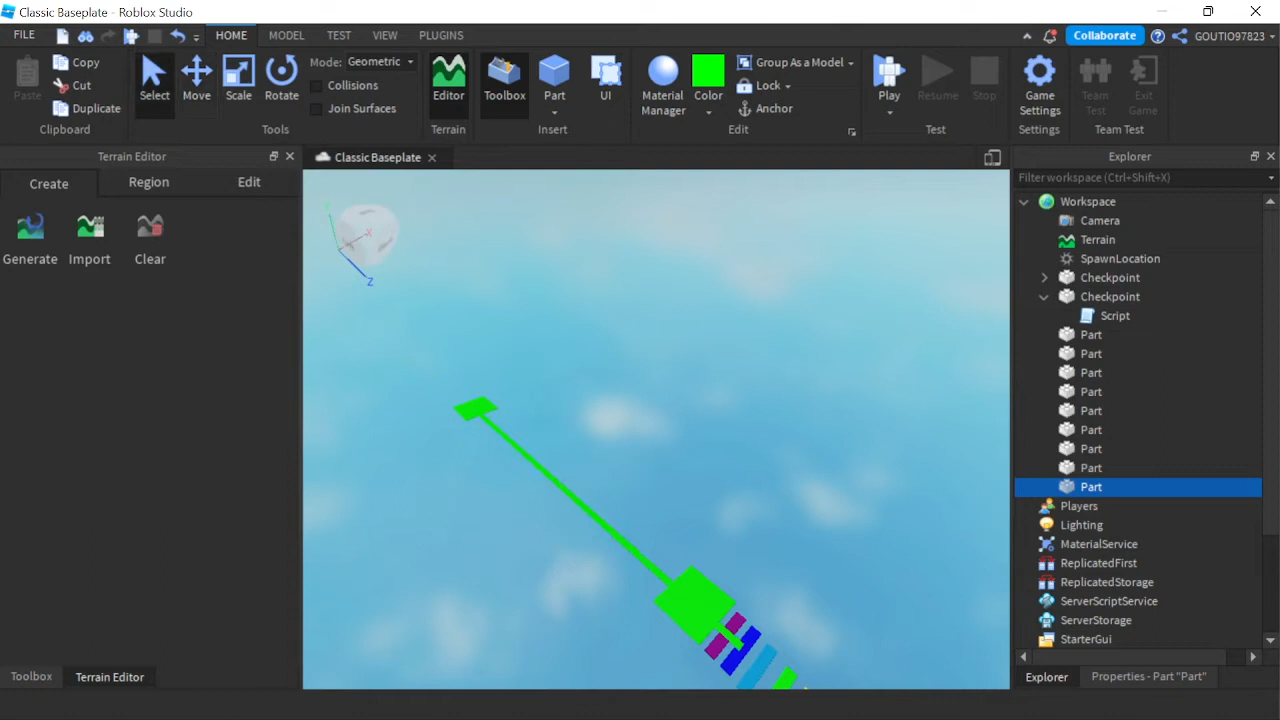 Classic Baseplate - Roblox Studio
FILE HOME MODEL TEST VIEW PLUGINS Collaborate GOUTIO97823
Paste Copy Cut Duplicate Clipboard
Select Move Scale Rotate Mode: Geometric Collisions Join Surfaces Tools
Editor Terrain
Toolbox Part UI Insert
Material Manager Color Group As a Model Lock Anchor Edit
Play Resume Stop Test
Game Settings Settings
Team Test Exit Game Team Test
Terrain Editor
Create Region Edit
Generate Import Clear
Classic Baseplate
X
Z
Explorer
Filter workspace (Ctrl+Shift+X)
Workspace
Camera
Terrain
SpawnLocation
Checkpoint
Checkpoint
Script
Part
Part
Part
Part
Part
Part
Part
Part
Part
Players
Lighting
MaterialService
ReplicatedFirst
ReplicatedStorage
ServerScriptService
ServerStorage
StarterGui
Toolbox Terrain Editor
Explorer Properties - Part "Part"